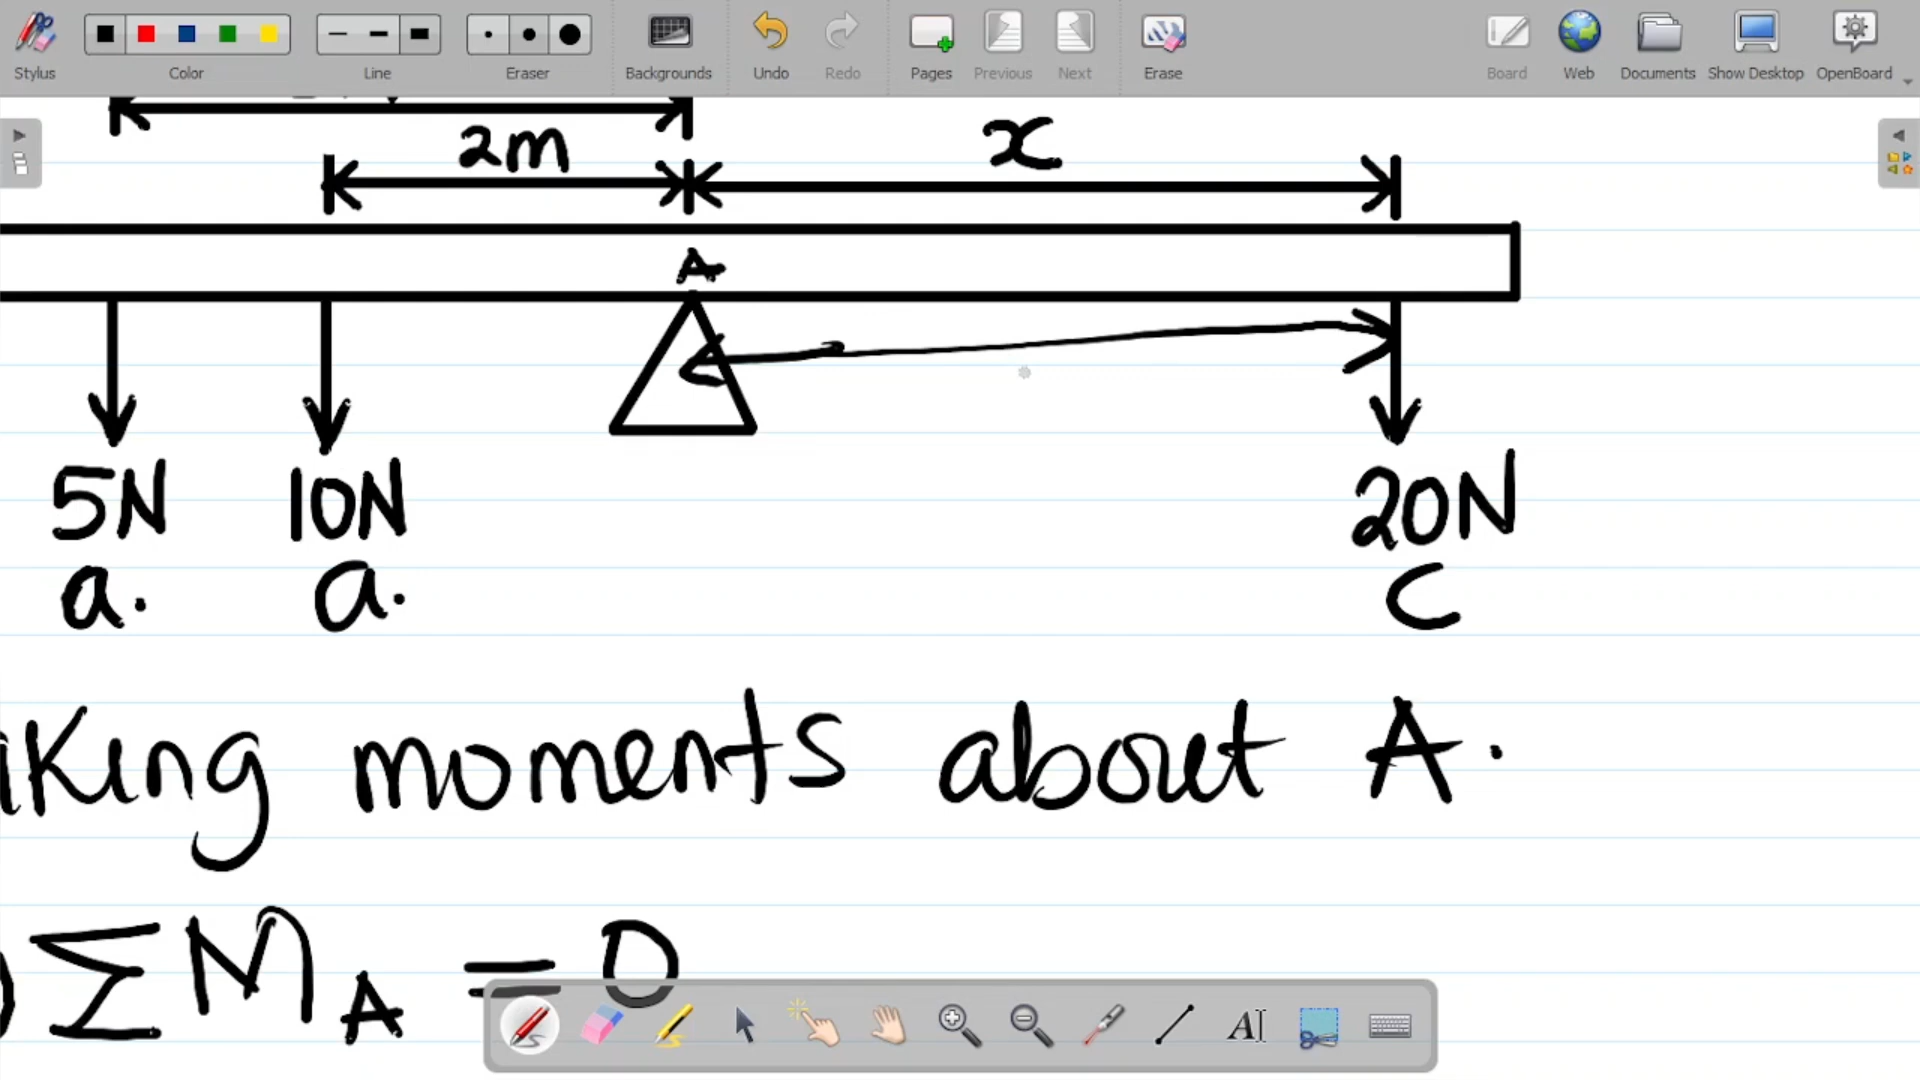 Stylus Color Line Eraser Backgrounds Undo Redo Pages Previous Next Erase Board Web Documents Show Desktop OpenBoard
2m x
A
5N 10N 20N
a. a. C
aking moments about A.
ΣM_A = 0